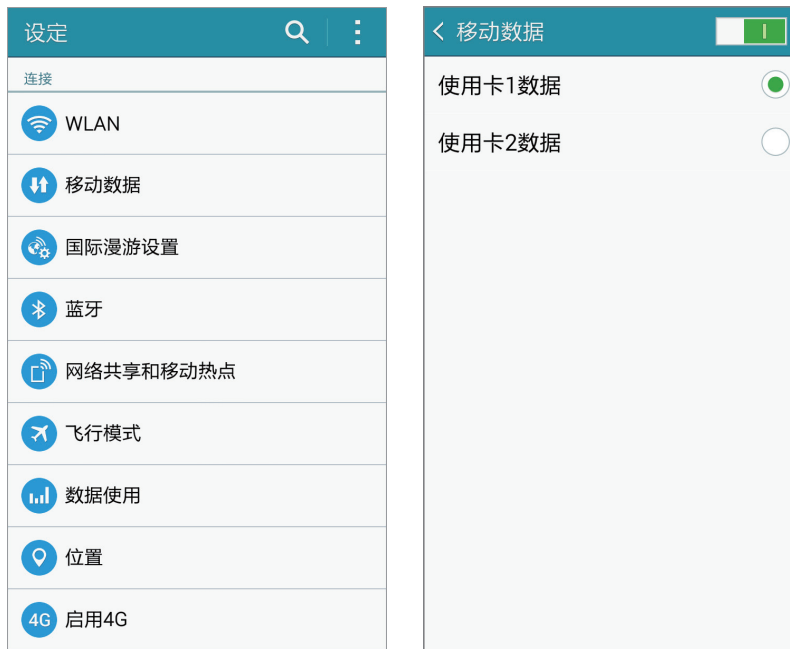 设定
连接
WLAN
移动数据
国际漫游设置
蓝牙
网络共享和移动热点
飞行模式
数据使用
位置
4G 启用4G
移动数据
使用卡1数据
使用卡2数据